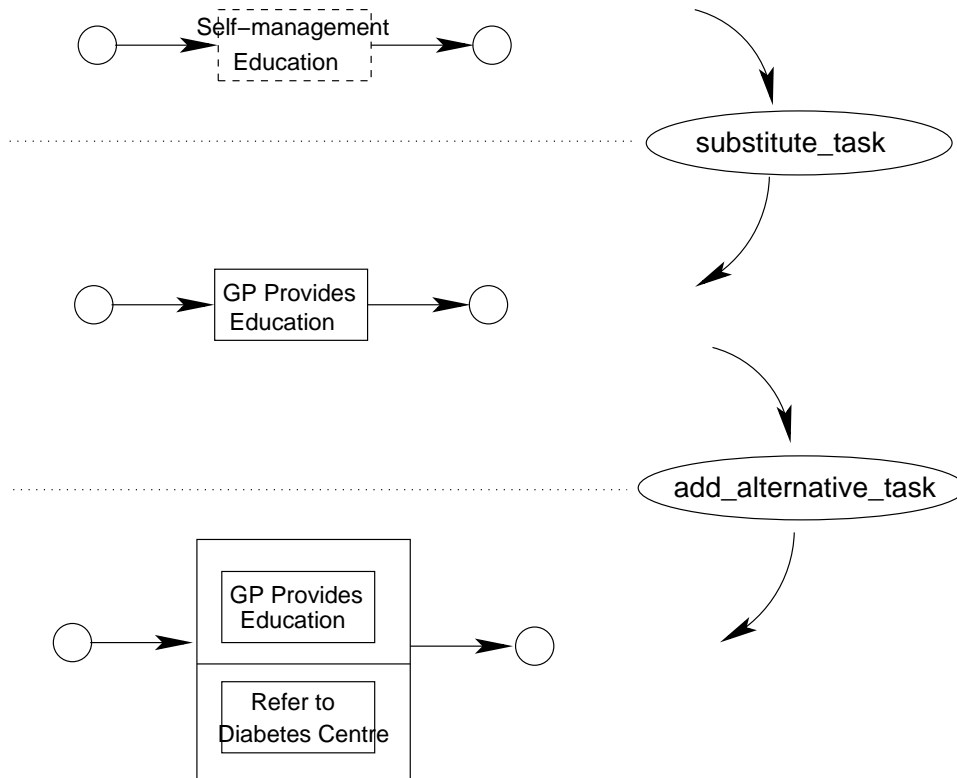 Self−management
Education
substitute_task
GP Provides
Education
add_alternative_task
GP Provides
Education
Refer to
Diabetes Centre